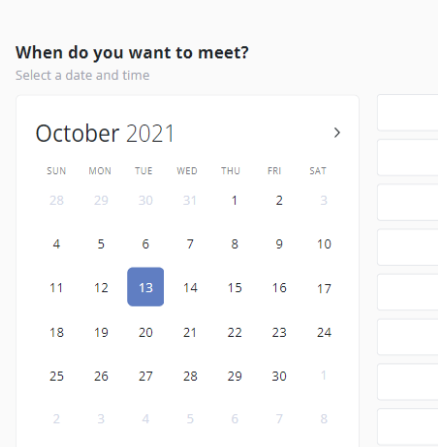 When do you want to meet?
Select a date and time
October 2021 >
SUN MON TUE WED THU FRI SAT
28 29 30 31 1 2 3
4 5 6 7 8 9 10
11 12 13 14 15 16 17
18 19 20 21 22 23 24
25 26 27 28 29 30 1
2 3 4 5 6 7 8